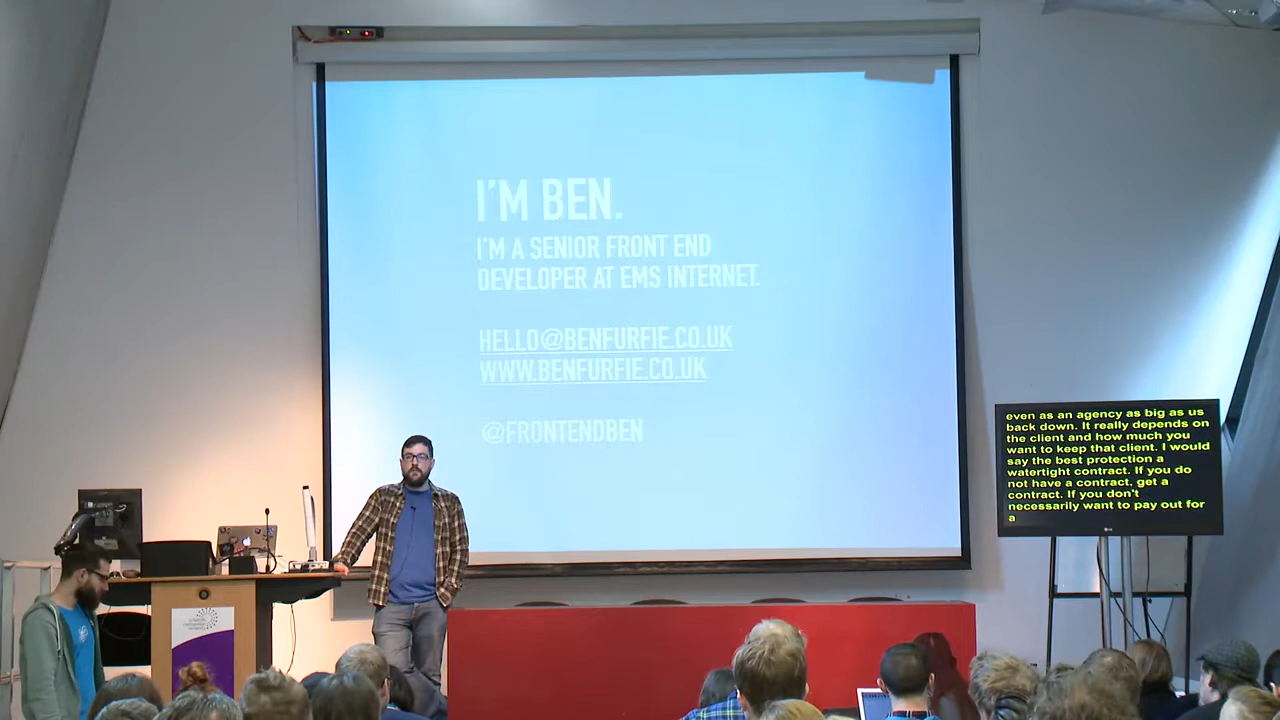 I'M BEN.
I'M A SENIOR FRONT END
DEVELOPER AT EMS INTERNET.
HELLO@BENFURFIE.CO.UK
WWW.BENFURFIE.CO.UK
@FRONTENDBEN
even as an agency as big as us
back down. It really depends on
the client and how much you
want to keep that client. I would
say the best protection a
watertight contract. If you do
not have a contract, get a
contract. If you don't
necessarily want to pay out for
a